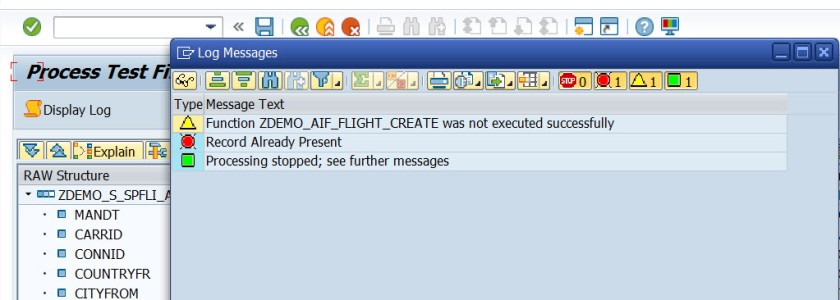 Log Messages
Process Test Fi
STOP 0 1 1 1
Display Log
Type Message Text
Function ZDEMO_AIF_FLIGHT_CREATE was not executed successfully
Record Already Present
Processing stopped; see further messages
Explain
RAW Structure
ZDEMO_S_SPFLI_A
MANDT
CARRID
CONNID
COUNTRYFR
CITYFROM